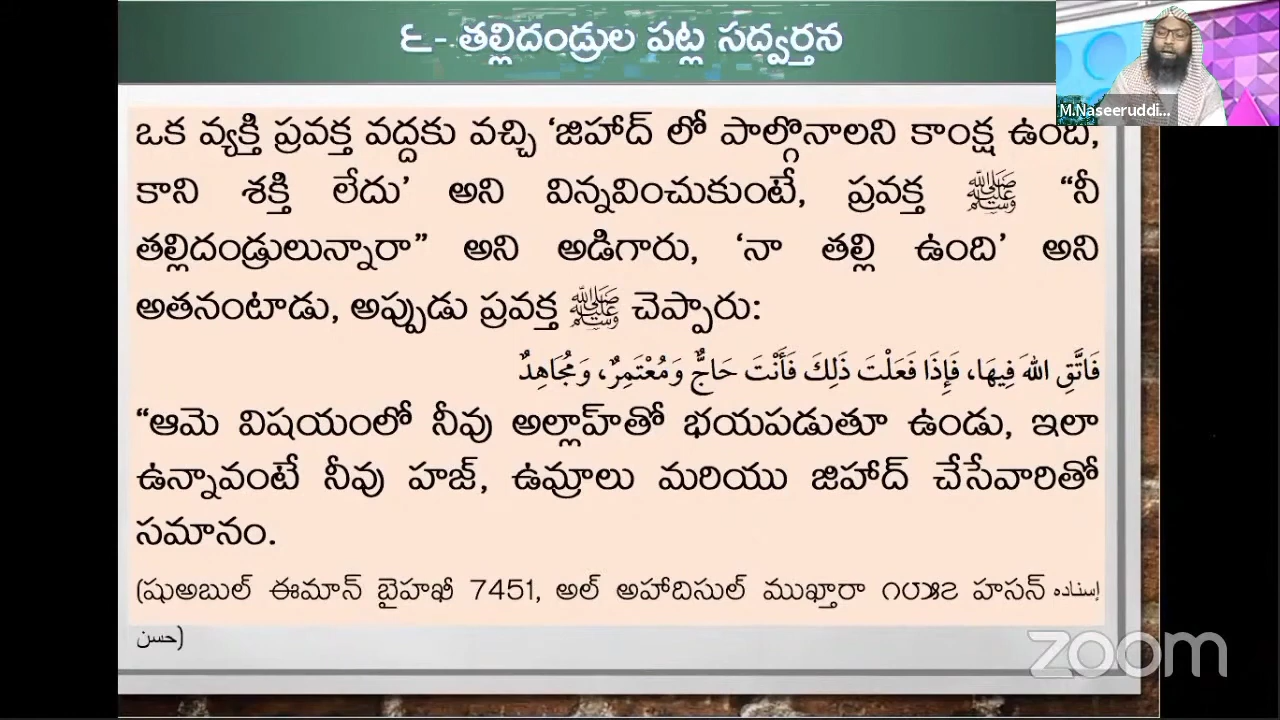 ౬- తల్లిదండ్రుల పట్ల సద్వర్తన
M.Naseeruddi...
ఒక వ్యక్తి ప్రవక్త వద్దకు వచ్చి ‘జిహాద్ లో పాల్గొనాలని కాంక్ష ఉంది,
కాని శక్తి లేదు’ అని విన్నవించుకుంటే, ప్రవక్త ﷺ “నీ
తల్లిదండ్రులున్నారా” అని అడిగారు, ‘నా తల్లి ఉంది’ అని
అతనంటాడు, అప్పుడు ప్రవక్త ﷺ చెప్పారు:
فَاتَّقِ اللهَ فِيهَا، فَإِذَا فَعَلْتَ ذَلِكَ فَأَنْتَ حَاجٌّ وَمُعْتَمِرٌ، وَمُجَاهِدٌ
“ఆమె విషయంలో నీవు అల్లాహ్‌తో భయపడుతూ ఉండు, ఇలా
ఉన్నావంటే నీవు హజ్, ఉమ్రాలు మరియు జిహాద్ చేసేవారితో
సమానం.
(షుఅబుల్ ఈమాన్ బైహఖీ 7451, అల్ అహాదిసుల్ ముఖ్తారా హసన్ إسناده
حسن)
zoom